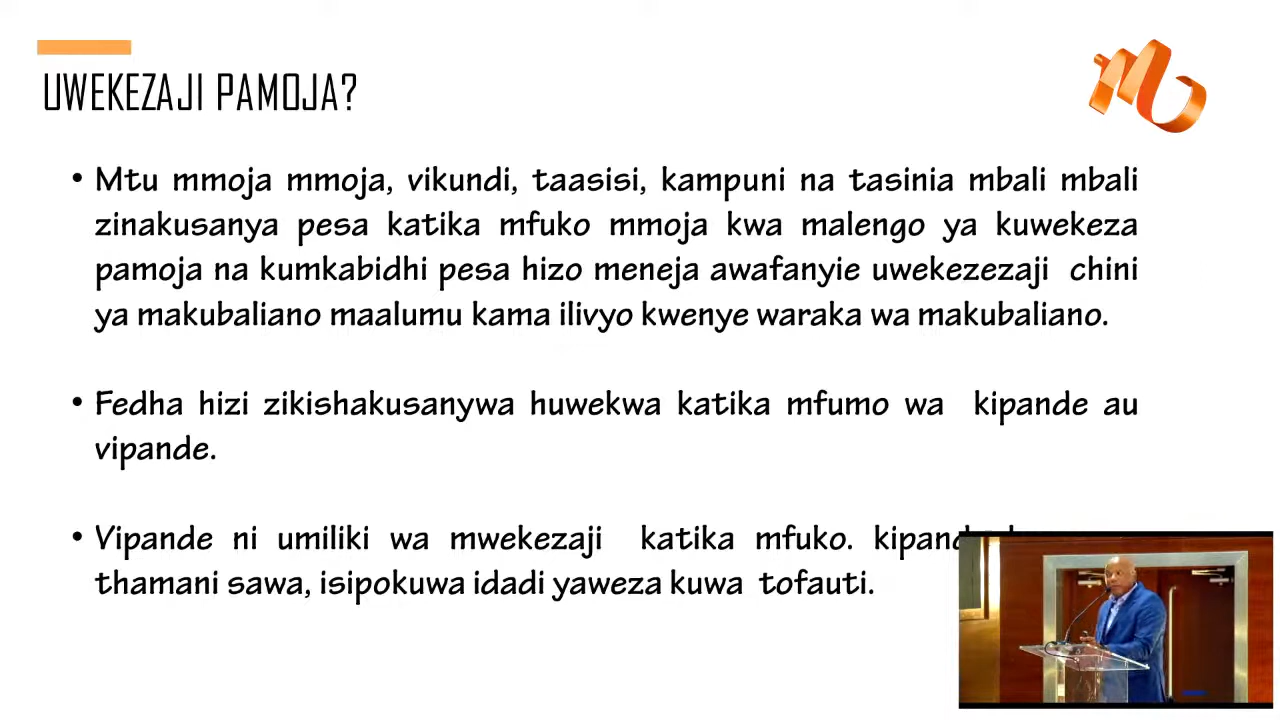 UWEKEZAJI PAMOJA?
• Mtu mmoja mmoja, vikundi, taasisi, kampuni na tasinia mbali mbali
zinakusanya pesa katika mfuko mmoja kwa malengo ya kuwekeza
pamoja na kumkabidhi pesa hizo meneja awafanyie uwekezezaji chini
ya makubaliano maalumu kama ilivyo kwenye waraka wa makubaliano.
• Fedha hizi zikishakusanywa huwekwa katika mfumo wa kipande au
vipande.
• Vipande ni umiliki wa mwekezaji katika mfuko.
thamani sawa, isipokuwa idadi yaweza kuwa tofauti.